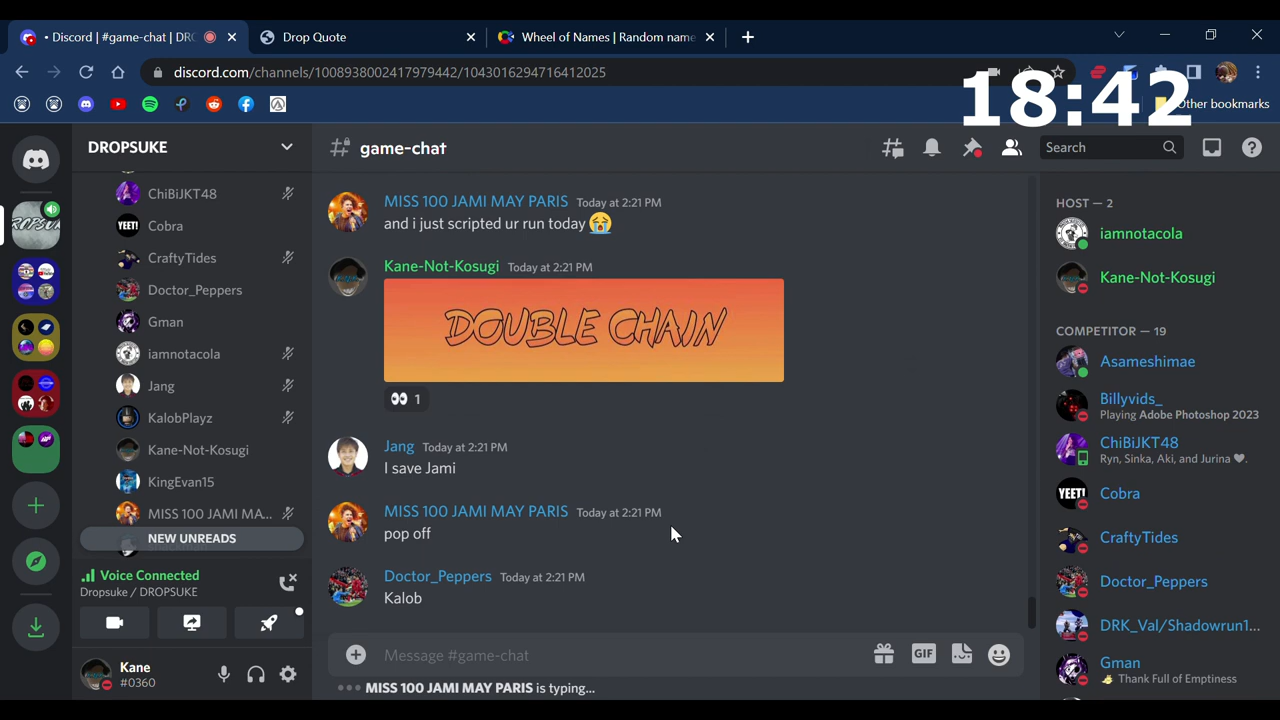 • Discord | #game-chat | DRO
Drop Quote
Wheel of Names | Random name
discord.com/channels/1008938002417979442/1043016294716412025
18:42
Other bookmarks
DROPSUKE
ChiBiJKT48
YEET!
Cobra
CraftyTides
Doctor_Peppers
Gman
iamnotacola
Jang
KalobPlayz
Kane-Not-Kosugi
KingEvan15
MISS 100 JAMI MA...
NEW UNREADS
Voice Connected
Dropsuke / DROPSUKE
Kane
#0360
game-chat
Search
MISS 100 JAMI MAY PARIS Today at 2:21 PM
and i just scripted ur run today 😭
Kane-Not-Kosugi Today at 2:21 PM
DOUBLE CHAIN
👀 1
Jang Today at 2:21 PM
I save Jami
MISS 100 JAMI MAY PARIS Today at 2:21 PM
pop off
Doctor_Peppers Today at 2:21 PM
Kalob
Message #game-chat
GIF
MISS 100 JAMI MAY PARIS is typing...
HOST — 2
iamnotacola
Kane-Not-Kosugi
COMPETITOR — 19
Asameshimae
Billyvids_
Playing Adobe Photoshop 2023
ChiBiJKT48
Ryn, Sinka, Aki, and Jurina ♥.
YEET!
Cobra
CraftyTides
Doctor_Peppers
DRK_Val/Shadowrun1...
Gman
Thank Full of Emptiness